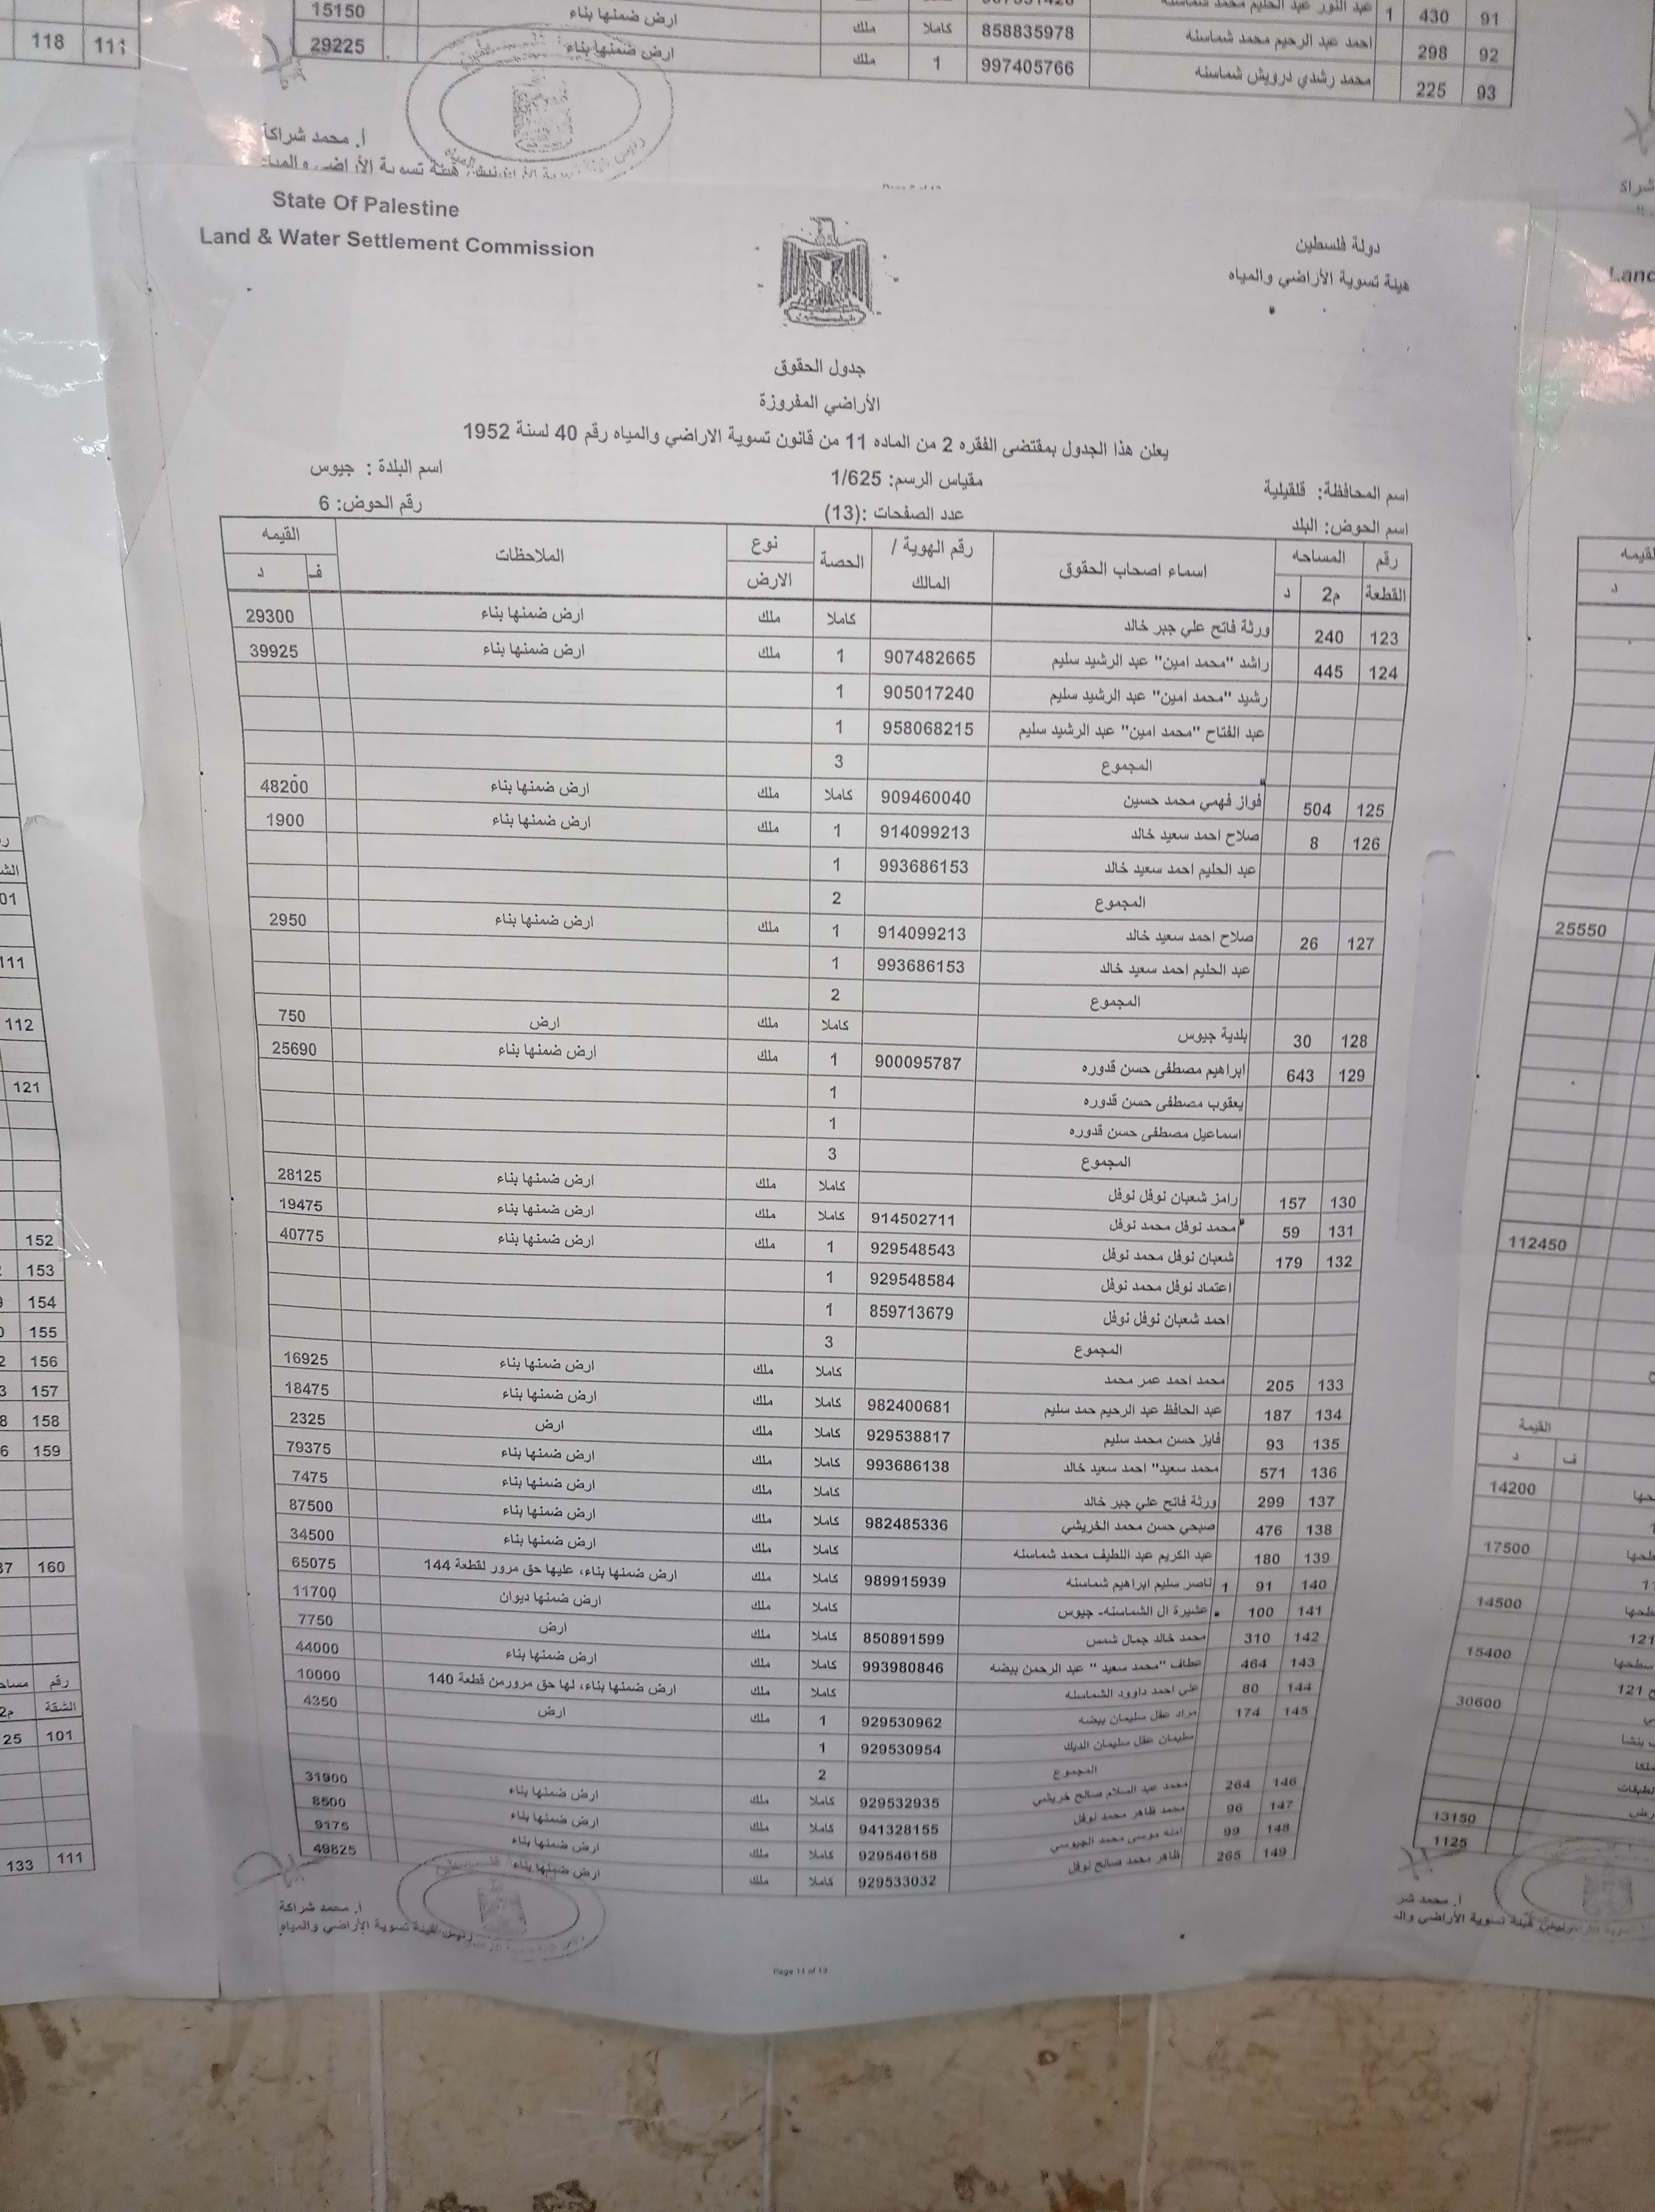 91 430 1 عبد النور عبد الحليم محمد شماسنه ارض ضمنها بناء 15150
92 298 احمد عبد الرحيم محمد شماسنه 858835978 كاملا ملك ارض ضمنها بناء 29225
93 225 محمد رشدي درويش شماسنه 997405766 1 ملك
أ. محمد شراكة
هيئة تسوية الأراضي والمياه
State Of Palestine
Land & Water Settlement Commission
دولة فلسطين
هيئة تسوية الأراضي والمياه
جدول الحقوق
الأراضي المفروزة
يعلن هذا الجدول بمقتضى الفقره 2 من الماده 11 من قانون تسوية الاراضي والمياه رقم 40 لسنة 1952
اسم المحافظة: قلقيلية مقياس الرسم: 1/625 اسم البلدة : جيوس
اسم الحوض: البلد عدد الصفحات :(13) رقم الحوض: 6
رقم القطعة المساحه م2 د اسماء اصحاب الحقوق رقم الهوية / المالك الحصة نوع الارض الملاحظات القيمه ف د
123 240 ورثة فاتح علي جبر خالد كاملا ملك ارض ضمنها بناء 29300
124 445 راشد "محمد امين" عبد الرشيد سليم 907482665 1 ملك ارض ضمنها بناء 39925
رشيد "محمد امين" عبد الرشيد سليم 905017240 1
عبد الفتاح "محمد امين" عبد الرشيد سليم 958068215 1
المجموع 3
125 504 فواز فهمي محمد حسين 909460040 كاملا ملك ارض ضمنها بناء 48200
126 8 صلاح احمد سعيد خالد 914099213 1 ملك ارض ضمنها بناء 1900
عبد الحليم احمد سعيد خالد 993686153 1
المجموع 2
127 26 صلاح احمد سعيد خالد 914099213 1 ملك ارض ضمنها بناء 2950
عبد الحليم احمد سعيد خالد 993686153 1
المجموع 2
128 30 بلدية جيوس كاملا ملك ارض 750
129 643 ابراهيم مصطفى حسن قدوره 900095787 1 ملك ارض ضمنها بناء 25690
يعقوب مصطفى حسن قدوره 1
اسماعيل مصطفى حسن قدوره 1
المجموع 3
130 157 رامز شعبان نوفل نوفل كاملا ملك ارض ضمنها بناء 28125
131 59 محمد نوفل محمد نوفل 914502711 كاملا ملك ارض ضمنها بناء 19475
132 179 شعبان نوفل محمد نوفل 929548543 1 ملك ارض ضمنها بناء 40775
اعتماد نوفل محمد نوفل 929548584 1
احمد شعبان نوفل نوفل 859713679 1
المجموع 3
133 205 محمد احمد عمر محمد كاملا ملك ارض ضمنها بناء 16925
134 187 عبد الحافظ عبد الرحيم حمد سليم 982400681 كاملا ملك ارض ضمنها بناء 18475
135 93 فايز حسن محمد سليم 929538817 كاملا ملك ارض 2325
136 571 محمد سعيد" احمد سعيد خالد 993686138 كاملا ملك ارض ضمنها بناء 79375
137 299 ورثة فاتح علي جبر خالد كاملا ملك ارض ضمنها بناء 7475
138 476 صبحي حسن محمد الخريشي 982485336 كاملا ملك ارض ضمنها بناء 87500
139 180 عبد الكريم عبد اللطيف محمد شماسنه كاملا ملك ارض ضمنها بناء 34500
140 91 1 ناصر سليم ابراهيم شماسنه 989915939 كاملا ملك ارض ضمنها بناء، عليها حق مرور لقطعة 144 65075
141 100 عشيرة ال الشماسنه- جيوس كاملا ملك ارض ضمنها ديوان 11700
142 310 محمد خالد جمال شمس 850891599 كاملا ملك ارض 7750
143 464 عطاف "محمد سعيد " عبد الرحمن بيضه 993980846 كاملا ملك ارض ضمنها بناء 44000
144 80 علي احمد داوود الشماسنه كاملا ملك ارض ضمنها بناء، لها حق مرورمن قطعة 140 10000
145 174 مراد عقل سليمان بيضه 929530962 1 ملك ارض 4350
سليمان عقل سليمان الديك 929530954 1
المجموع 2
146 264 محمد عبد السلام صالح خريشي 929532935 كاملا ملك ارض ضمنها بناء 31900
147 96 محمد ظاهر محمد نوفل 941328155 كاملا ملك ارض ضمنها بناء 8500
148 99 امنه موسى محمد الجيوسي 929546158 كاملا ملك ارض ضمنها بناء 9175
149 265 ظاهر محمد صالح نوفل 929533032 كاملا ملك ارض ضمنها بناء 49825
أ. محمد شراكة
رئيس هيئة تسوية الأراضي والمياه
Page 11 of 13
118 111
111
112
121
152
153
154
155
156
157
158
159
160
رقم الشقة
101 25
111 133
25550
112450
القيمة
ف د
14200
17500
14500
15400
30600
13150
1125
أ. محمد شر
رئيس هيئة تسوية الأراضي وال